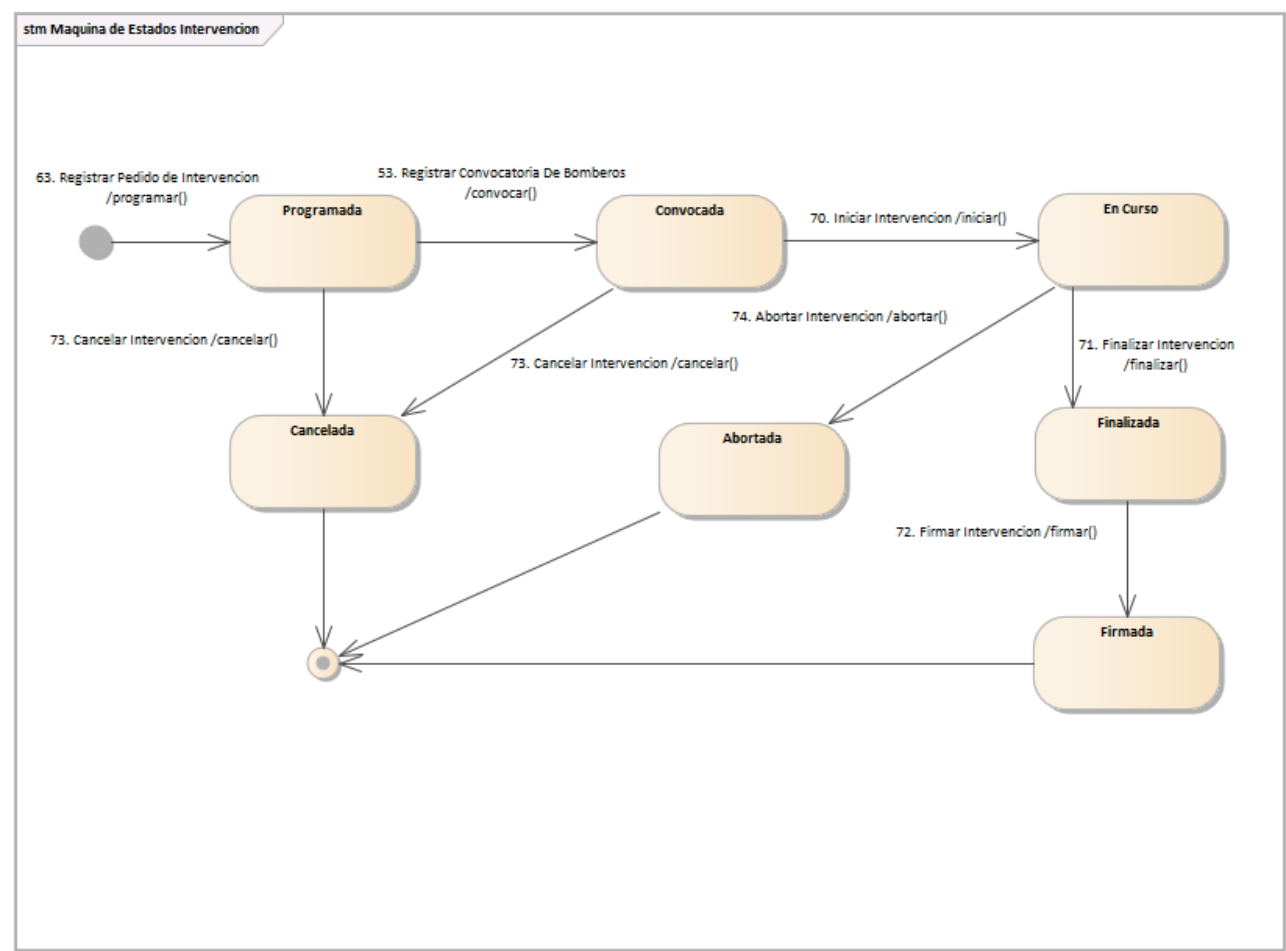 stm Maquina de Estados Intervencion
63. Registrar Pedido de Intervencion
/programar()
53. Registrar Convocatoria De Bomberos
/convocar()
Programada
Convocada
70. Iniciar Intervencion /iniciar()
En Curso
73. Cancelar Intervencion /cancelar()
73. Cancelar Intervencion /cancelar()
74. Abortar Intervencion /abortar()
71. Finalizar Intervencion
/finalizar()
Cancelada
Abortada
Finalizada
72. Firmar Intervencion /firmar()
Firmada